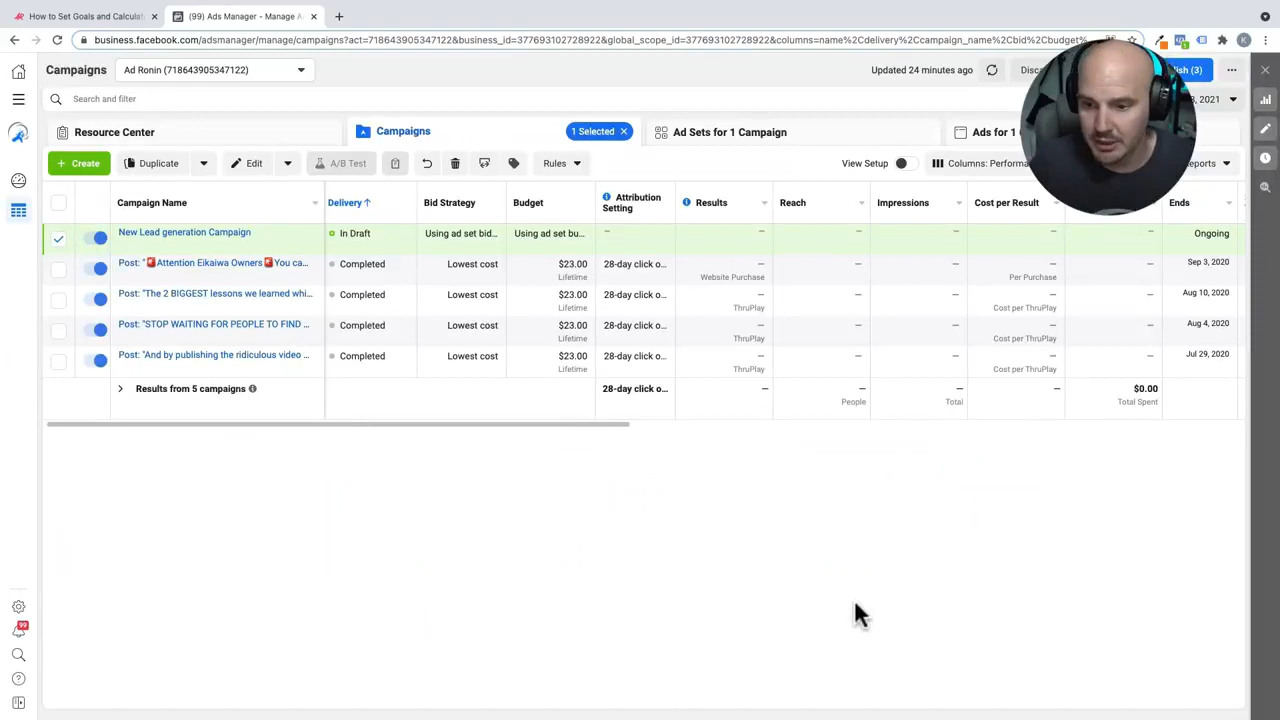 How to Set Goals and Calculat
(99) Ads Manager - Manage A
business.facebook.com/adsmanager/manage/campaigns?act=718643905347122&business_id=377693102728922&global_scope_id=377693102728922&columns=name%2Cdelivery%2Ccampaign_name%2Cbid%2Cbudget%
Campaigns
Ad Ronin (718643905347122)
Updated 24 minutes ago
Disca
ish (3)
Search and filter
3, 2021
Resource Center
Campaigns
1 Selected
Ad Sets for 1 Campaign
Ads for 1
+ Create
Duplicate
Edit
A/B Test
Rules
View Setup
Columns: Performa
eports
Campaign Name
Delivery ↑
Bid Strategy
Budget
Attribution
Setting
Results
Reach
Impressions
Cost per Result
Ends
New Lead generation Campaign
In Draft
Using ad set bid...
Using ad set bu...
–
–
–
–
–
–
Ongoing
Post: "🚨Attention Eikaiwa Owners🚨You ca...
Completed
Lowest cost
$23.00
Lifetime
28-day click o...
–
Website Purchase
–
–
–
Per Purchase
–
Sep 3, 2020
Post: "The 2 BIGGEST lessons we learned whi...
Completed
Lowest cost
$23.00
Lifetime
28-day click o...
–
ThruPlay
–
–
–
Cost per ThruPlay
–
Aug 10, 2020
Post: "STOP WAITING FOR PEOPLE TO FIND ...
Completed
Lowest cost
$23.00
Lifetime
28-day click o...
–
ThruPlay
–
–
–
Cost per ThruPlay
–
Aug 4, 2020
Post: "And by publishing the ridiculous video ...
Completed
Lowest cost
$23.00
Lifetime
28-day click o...
–
ThruPlay
–
–
–
Cost per ThruPlay
–
Jul 29, 2020
Results from 5 campaigns
28-day click o...
–
–
People
–
Total
–
$0.00
Total Spent
99